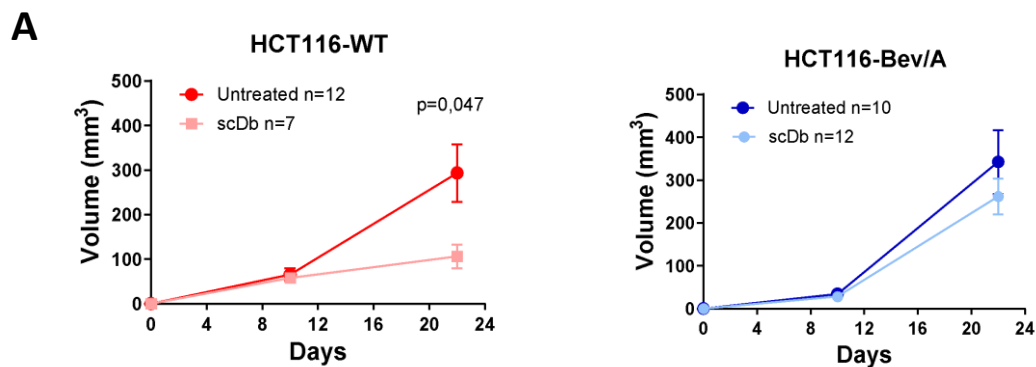 A
HCT116-WT
Volume (mm³)
500
400
300
200
100
0
Untreated n=12
scDb n=7
p=0,047
0 4 8 12 16 20 24
Days
HCT116-Bev/A
Volume (mm³)
500
400
300
200
100
0
Untreated n=10
scDb n=12
0 4 8 12 16 20 24
Days